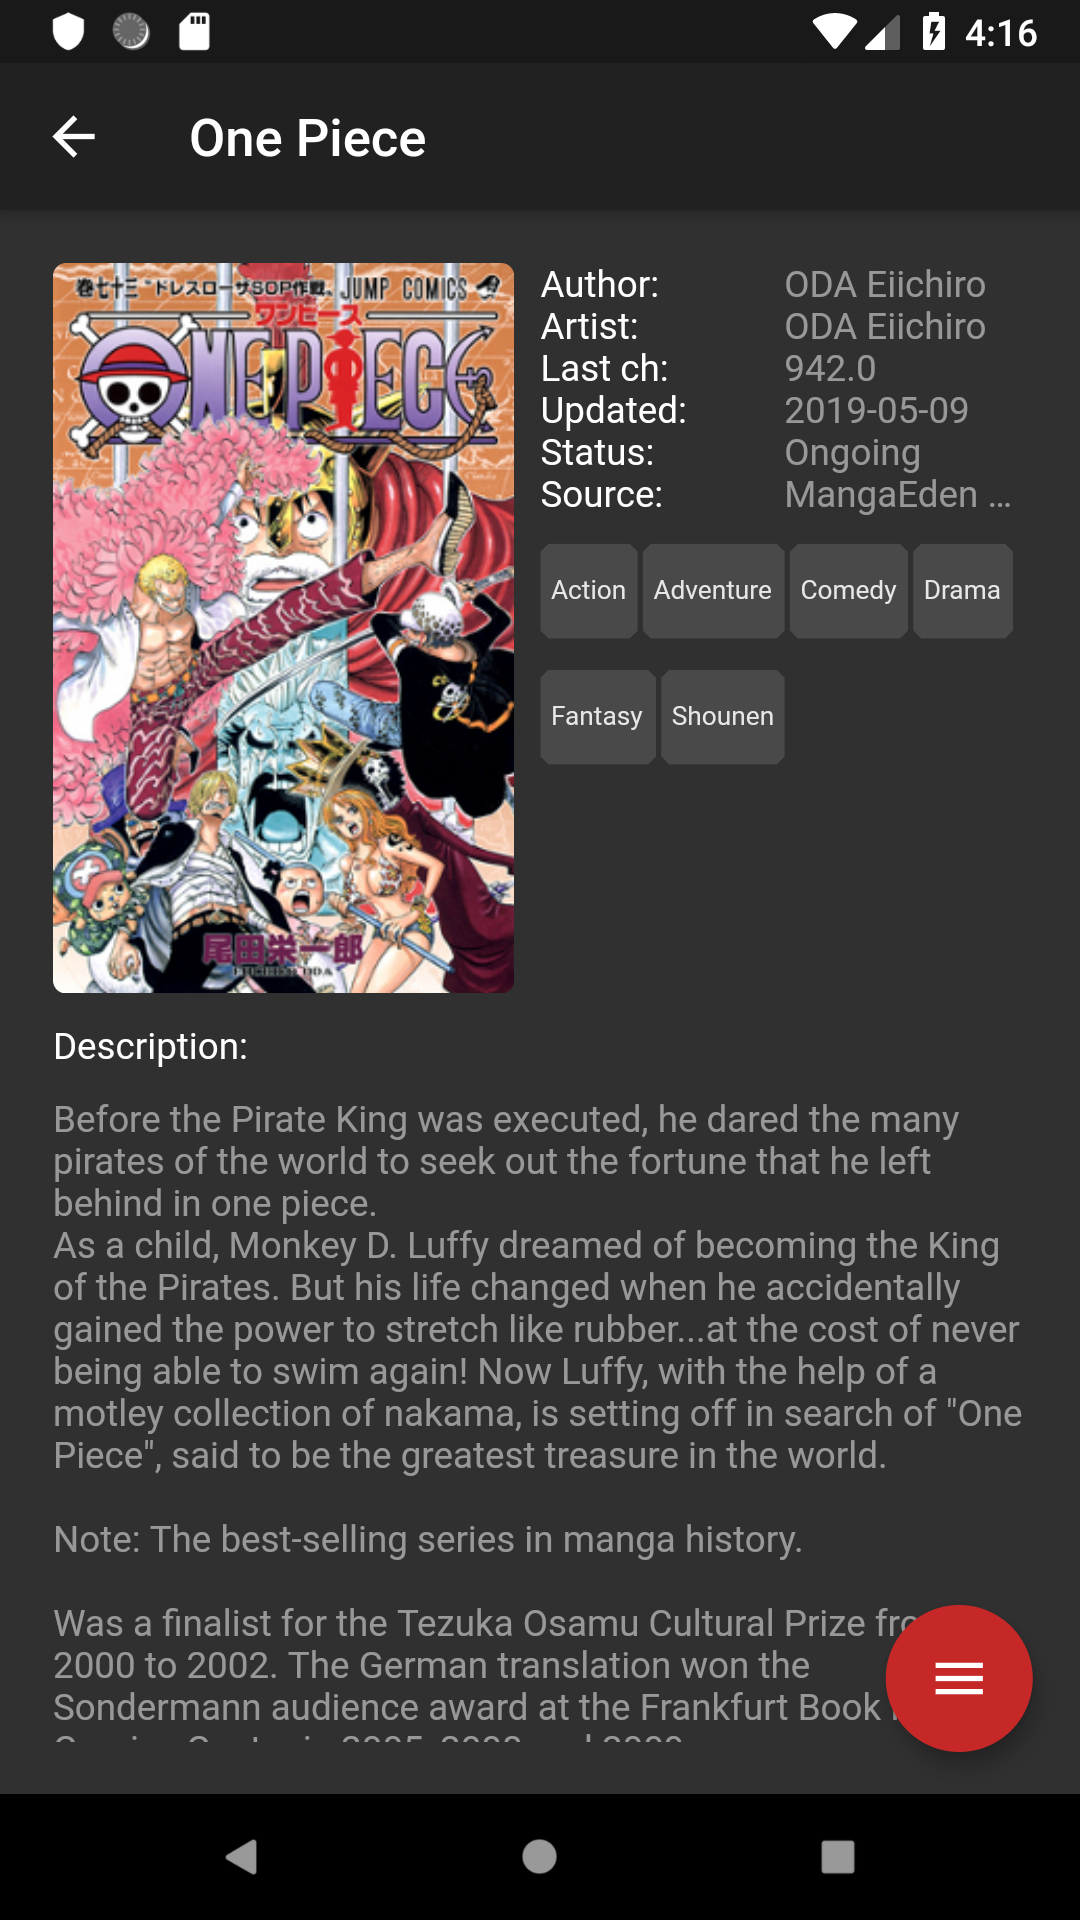 4:16
One Piece
巻七十三 "ドレスローザSOP作戦" JUMP COMICS
ワンピース
ONE PIECE
尾田栄一郎
EIICHIRO ODA
Author: ODA Eiichiro
Artist: ODA Eiichiro
Last ch: 942.0
Updated: 2019-05-09
Status: Ongoing
Source: MangaEden ...
Action Adventure Comedy Drama
Fantasy Shounen
Description:
Before the Pirate King was executed, he dared the many
pirates of the world to seek out the fortune that he left
behind in one piece.
As a child, Monkey D. Luffy dreamed of becoming the King
of the Pirates. But his life changed when he accidentally
gained the power to stretch like rubber...at the cost of never
being able to swim again! Now Luffy, with the help of a
motley collection of nakama, is setting off in search of "One
Piece", said to be the greatest treasure in the world.
Note: The best-selling series in manga history.
Was a finalist for the Tezuka Osamu Cultural Prize fro
2000 to 2002. The German translation won the
Sondermann audience award at the Frankfurt Book